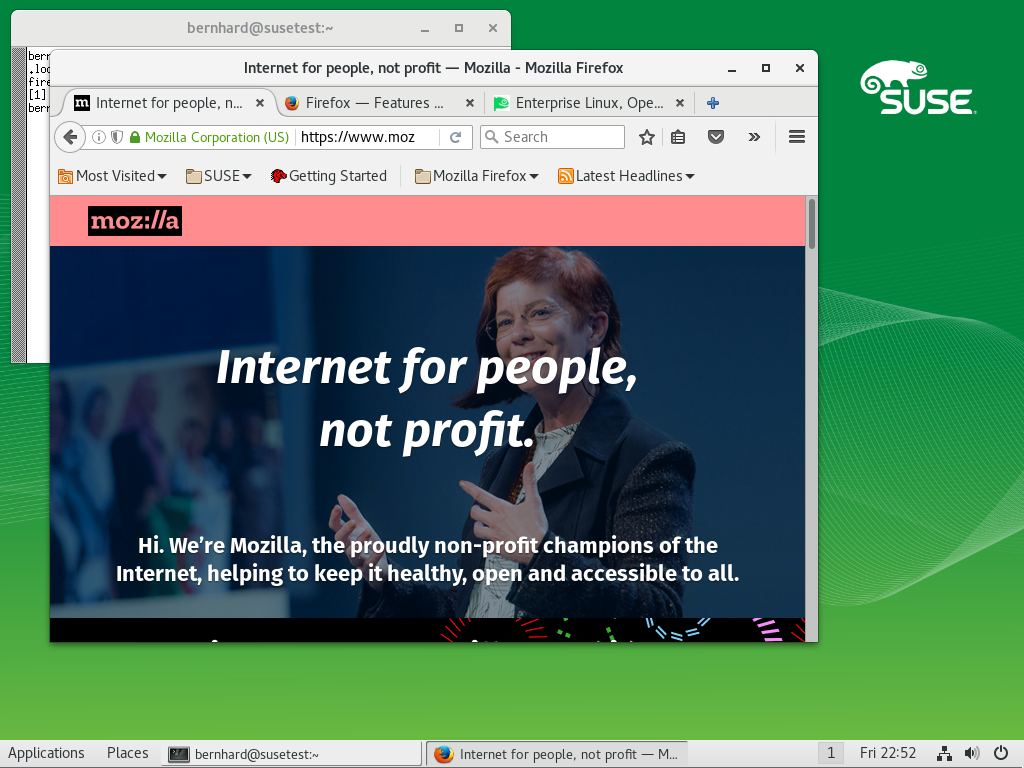 bernhard@susetest:~
bern
.loc
fire
[1]
bern
Internet for people, not profit — Mozilla - Mozilla Firefox
Internet for people, n...
Firefox — Features ...
Enterprise Linux, Ope...
Mozilla Corporation (US)
https://www.moz
Search
Most Visited
SUSE
Getting Started
Mozilla Firefox
Latest Headlines
moz://a
Internet for people,
not profit.
Hi. We’re Mozilla, the proudly non-profit champions of the
Internet, helping to keep it healthy, open and accessible to all.
SUSE
Applications
Places
bernhard@susetest:~
Internet for people, not profit — M...
1
Fri 22:52